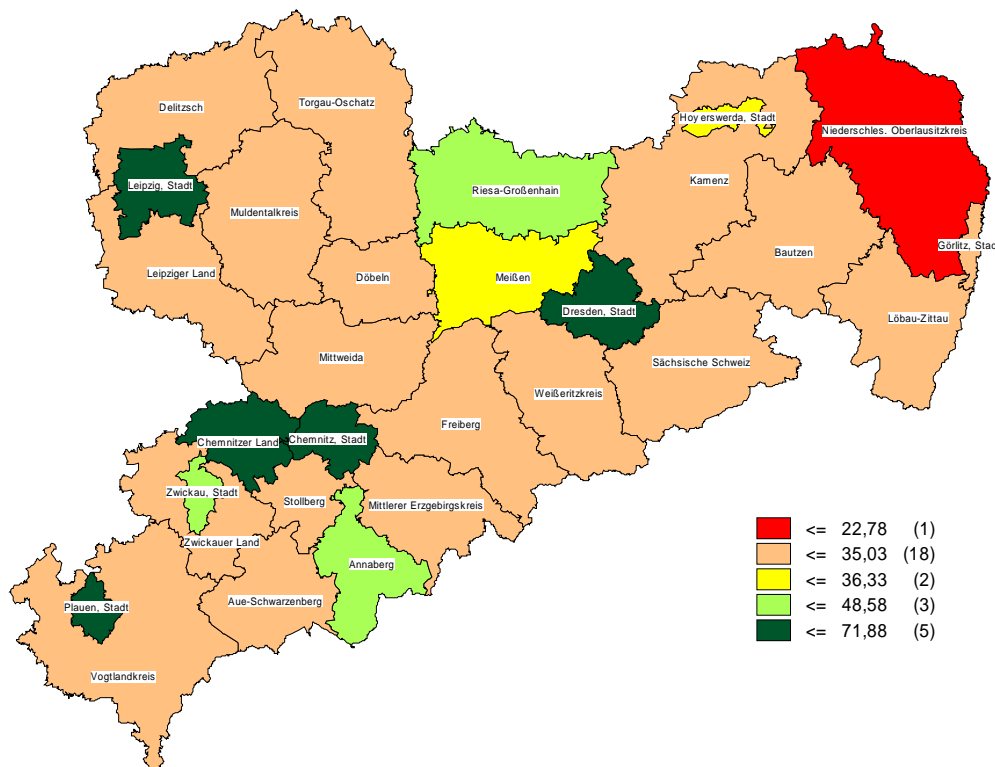 Delitzsch
Torgau-Oschatz
Hoyerswerda, Stadt
Niederschles. Oberlausitzkreis
Leipzig, Stadt
Riesa-Großenhain
Kamenz
Muldentalkreis
Görlitz, Stad
Bautzen
Leipziger Land
Döbeln
Meißen
Dresden, Stadt
Löbau-Zittau
Mittweida
Sächsische Schweiz
Weißeritzkreis
Freiberg
Chemnitzer Land
Chemnitz, Stadt
Zwickau, Stadt
Stollberg
Mittlerer Erzgebirgskreis
Zwickauer Land
Annaberg
Aue-Schwarzenberg
Plauen, Stadt
Vogtlandkreis
<= 22,78 (1)
<= 35,03 (18)
<= 36,33 (2)
<= 48,58 (3)
<= 71,88 (5)